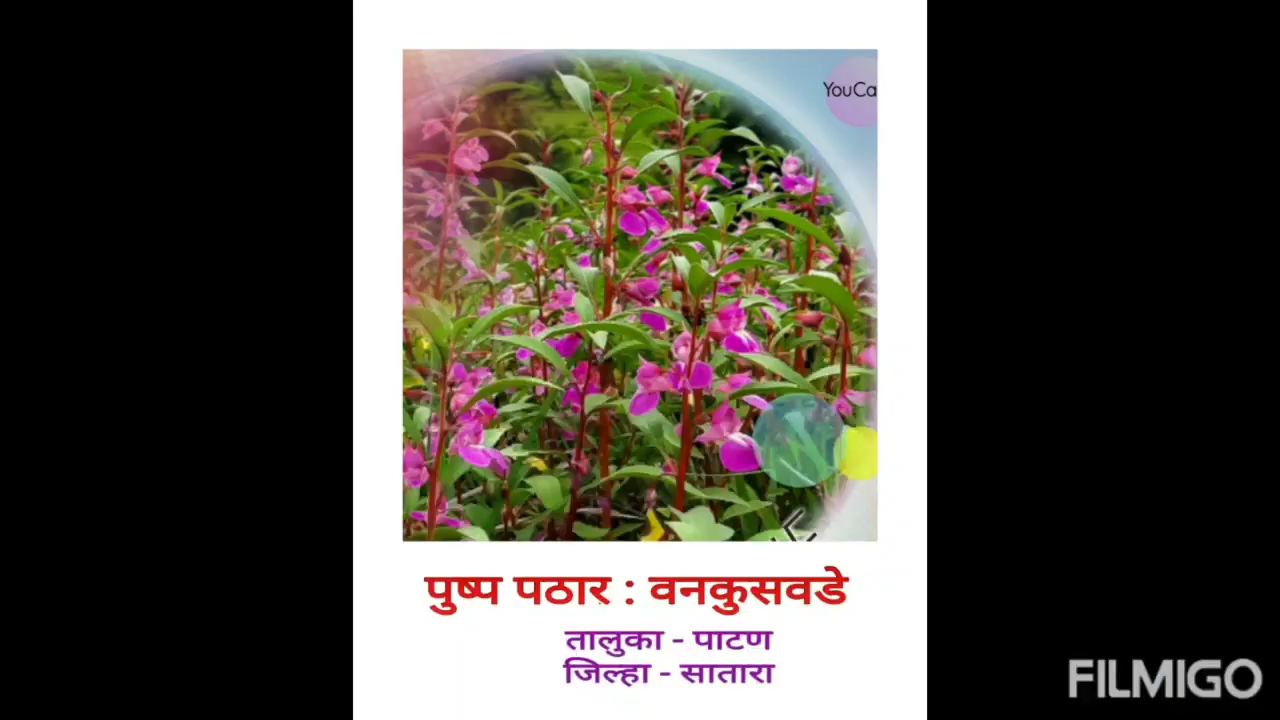 YouCa
पुष्प पठार : वनकुसवडे
तालुका - पाटण
जिल्हा - सातारा
FILMIGO